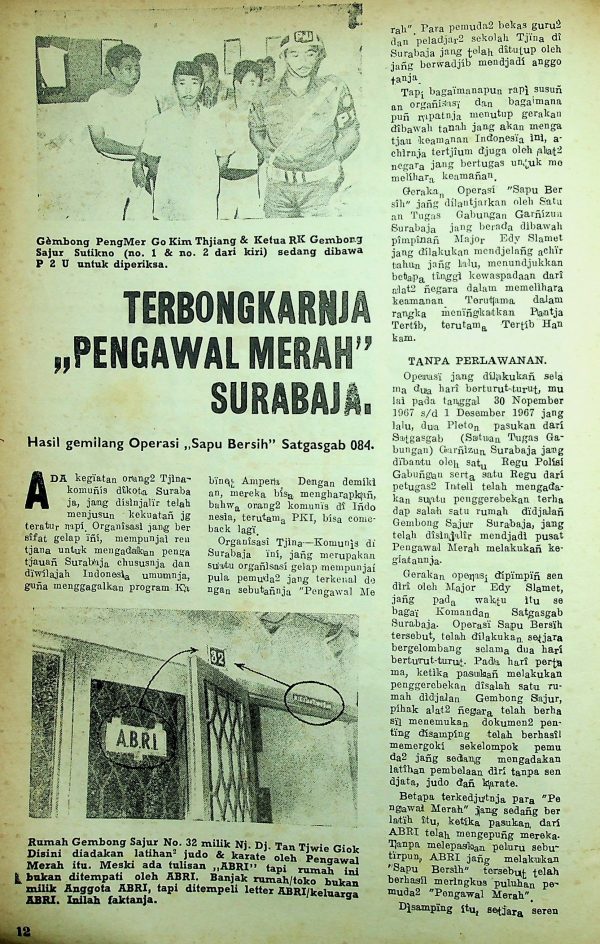 Gembong PengMer Go Kim Thjiang & Ketua RK Gembong
Sajur Sutikno (no. 1 & no. 2 dari kiri) sedang dibawa
P 2 U untuk diperiksa.
TERBONGKARNJA
„PENGAWAL MERAH”
SURABAJA.
Hasil gemilang Operasi „Sapu Bersih” Satgasgab 084.
ADA kegiatan orang2 Tjina-
komunis dikota Suraba
ja, jang disinjalir telah
menjusun kekuatan jg
teratur rapi. Organisasi jang ber
sifat gelap ini, mempunjai ren
tjana untuk mengadakan penga
tjauan Surabaja chususnja dan
diwilajah Indonesia umumnja,
guna menggagalkan program Ka
binet Ampera Dengan demiki
an, mereka bisa mengharapkan,
bahwa orang2 komunis di Indo
nesia, terutama PKI, bisa come-
back lagi.
Organisasi Tjina—Komunis di
Surabaja ini, jang merupakan
suatu organisasi gelap mempunjai
pula pemuda2 jang terkenal de
ngan sebutannja "Pengawal Me
rah". Para pemuda2 bekas guru2
dan peladjar2 sekolah Tjina di
Surabaja jang telah ditutup oleh
jang berwadjib mendjadi anggo
tanja.
Tapi bagaimanapun rapi susun
an organisasi dan bagaimana
pun rapatnja menutup gerakan
dibawah tanah jang akan menga
tjau keamanan Indonesia ini, a-
chirnja tertjium djuga oleh alat2
negara jang bertugas untuk me
melihara keamanan.
Gerakan Operasi "Sapu Ber
sih" jang dilantjarkan oleh Satu
an Tugas Gabungan Garnizun
Surabaja jang berada dibawah
pimpinan Major Edy Slamet
jang dilakukan mendjelang achir
tahun jang lalu, menundjukkan
betapa tinggi kewaspadaan dari
alat2 negara dalam memelihara
keamanan Terutama dalam
rangka meningkatkan Pantja
Tertib, terutama Tertib Han
kam.
TANPA PERLAWANAN.
Operasi jang dilakukan sela
ma dua hari berturut-turut, mu
lai pada tanggal 30 Nopember
1967 s/d 1 Desember 1967 jang
lalu, dua Pleton pasukan dari
Satgasgab (Satuan Tugas Ga-
bungan) Garnizun Surabaja jang
dibantu oleh satu Regu Polisi
Gabungan serta satu Regu dari
petugas2 Intell telah mengada-
kan suatu penggerebekan terha
dap salah satu rumah didjalan
Gembong Sajur Surabaja, jang
telah disinjalir mendjadi pusat
Pengawal Merah melakukan ke-
giatannja.
Gerakan operasi dipimpin sen
diri oleh Major Edy Slamet,
jang pada waktu itu se
bagai Komandan Satgasgab
Surabaja. Operasi Sapu Bersih
tersebut, telah dilakukan setjara
bergelombang selama dua hari
berturut-turut. Pada hari perta
ma, ketika pasukan melakukan
penggerebekan disalah satu ru-
mah didjalan Gembong Sajur,
pihak alat2 negara telah berha
sil menemukan dokumen2 pen-
ting disamping telah berhasil
memergoki sekelompok pemu
da2 jang sedang mengadakan
latihan pembelaan diri tanpa sen
djata, judo dan karate.
Betapa terkedjutnja para "Pe
ngawal Merah" jang sedang ber
latih itu, ketika pasukan dari
ABRI telah mengepung mereka.
Tanpa melepaskan peluru sebu-
tirpun, ABRI jang melakukan
"Sapu Bersih" tersebut telah
berhasil meringkus puluhan pe-
muda2 "Pengawal Merah".
Disamping itu, setjara seren
32
A.B.R.I.
Rumah Gembong Sajur No. 32 milik Nj. Dj. Tan Tjwie Giok
Disini diadakan latihan² judo & karate oleh Pengawal
Merah itu. Meski ada tulisan „ABRI” tapi rumah ini
bukan ditempati oleh ABRI. Banjak rumah/toko bukan
milik Anggota ABRI, tapi ditempeli letter ABRI/keluarga
ABRI. Inilah faktanja.
12